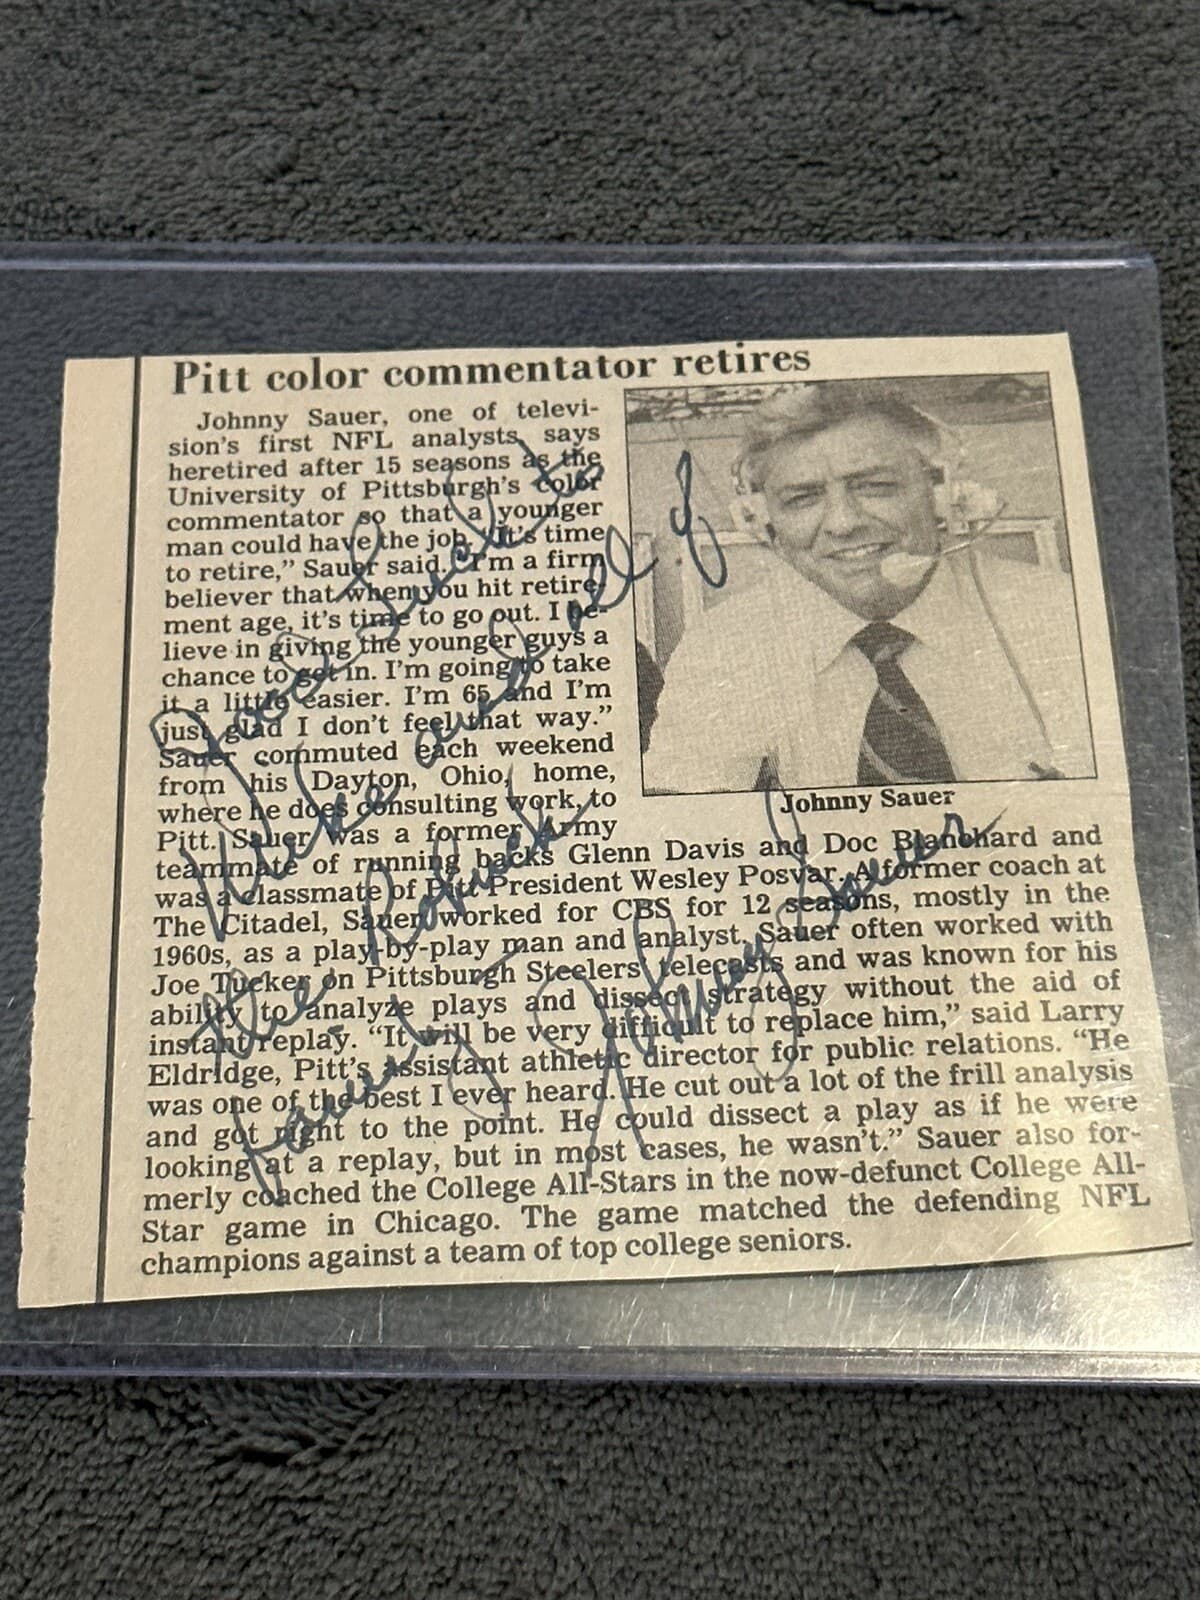 Pitt color commentator retires
Johnny Sauer, one of televi-
sion's first NFL analysts, says
heretired after 15 seasons as the
University of Pittsburgh's color
commentator so that a younger
man could have the job. "It's time
to retire," Sauer said. "I'm a firm
believer that when you hit retire-
ment age, it's time to go out. I be-
lieve in giving the younger guys a
chance to get in. I'm going to take
it a little easier. I'm 65 and I'm
just glad I don't feel that way."
Sauer commuted each weekend
from his Dayton, Ohio, home,
where he does consulting work, to
Pitt. Sauer was a former Army
teammate of running backs Glenn Davis and Doc Blanchard and
was a classmate of Pitt President Wesley Posvar. A former coach at
The Citadel, Sauer worked for CBS for 12 seasons, mostly in the
1960s, as a play-by-play man and analyst. Sauer often worked with
Joe Tucker on Pittsburgh Steelers' telecasts and was known for his
ability to analyze plays and dissect strategy without the aid of
instant replay. "It will be very difficult to replace him," said Larry
Eldridge, Pitt's assistant athletic director for public relations. "He
was one of the best I ever heard. He cut out a lot of the frill analysis
and got right to the point. He could dissect a play as if he were
looking at a replay, but in most cases, he wasn't." Sauer also for-
merly coached the College All-Stars in the now-defunct College All-
Star game in Chicago. The game matched the defending NFL
champions against a team of top college seniors.
Johnny Sauer
Good Luck to
Mike and all of
the
family
Johnny Sauer